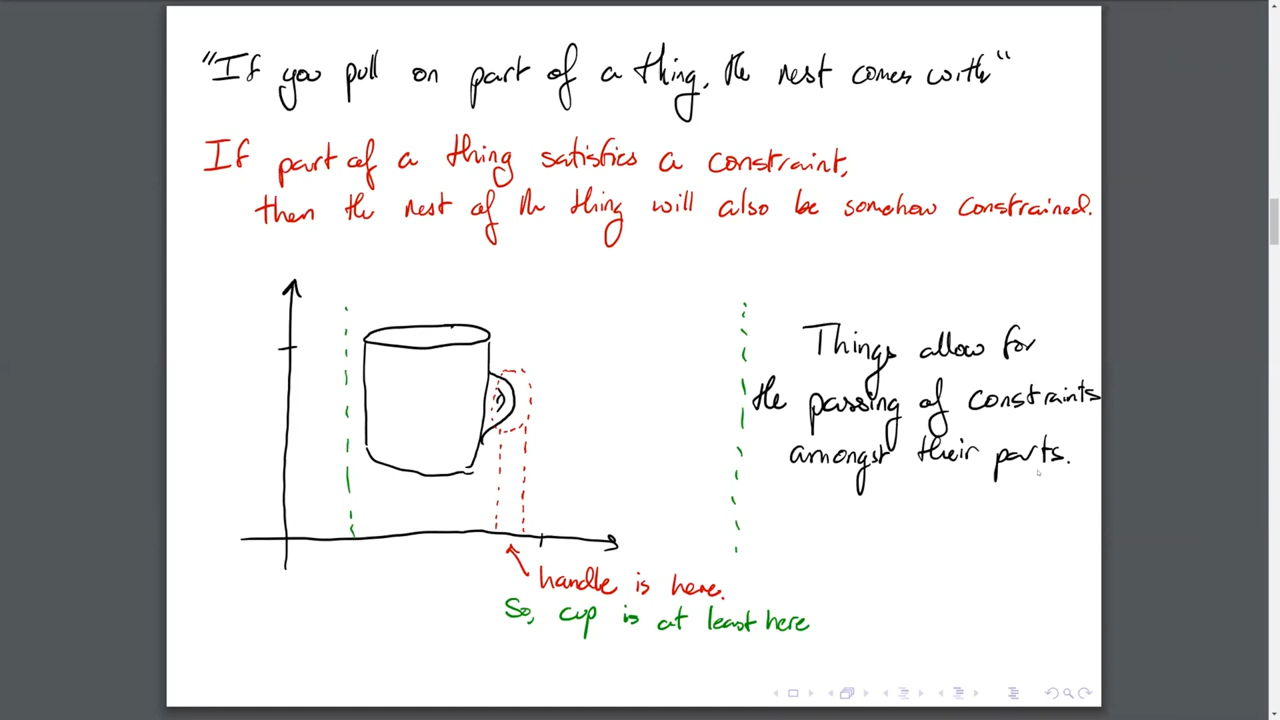 "If you pull on part of a thing, the rest comes with"
If part of a thing satisfies a constraint,
then the rest of the thing will also be somehow constrained.
Things allow for
the passing of constraints
amongst their parts.
handle is here.
So, cup is at least here